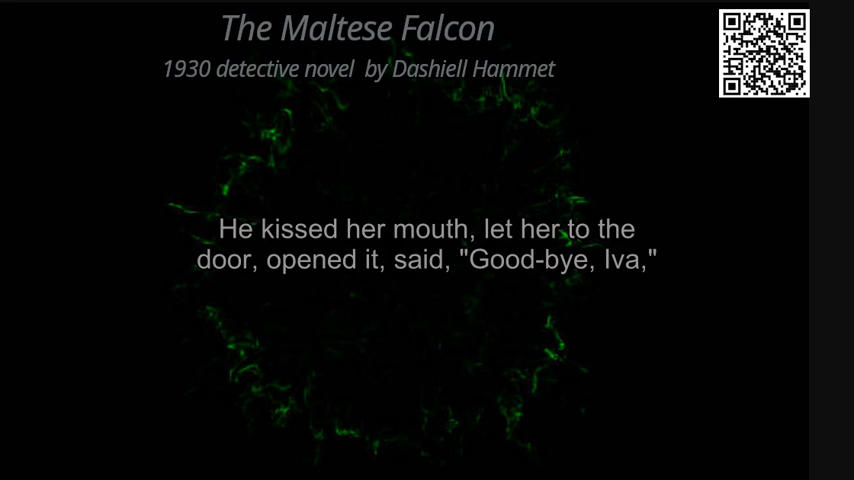 The Maltese Falcon
1930 detective novel by Dashiell Hammet
He kissed her mouth, let her to the
door, opened it, said, "Good-bye, Iva,"